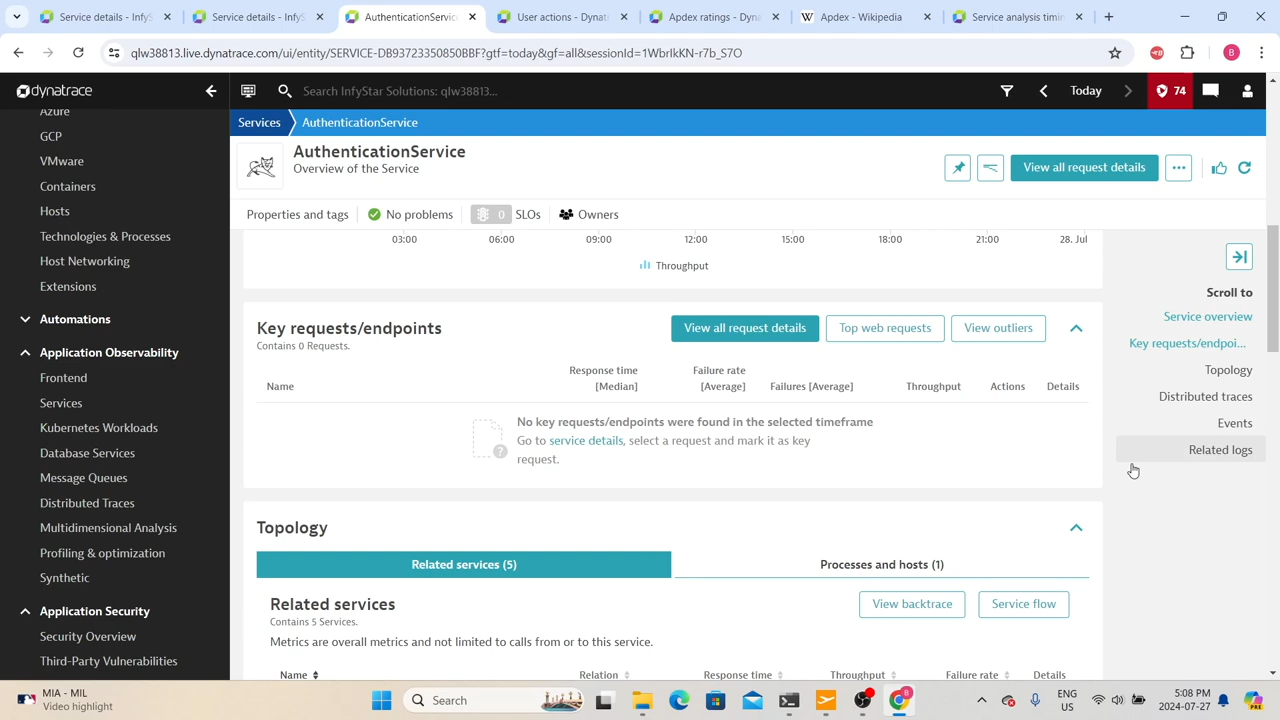 Service details - InfyS
Service details - InfyS
AuthenticationServic
User actions - Dynat
Apdex ratings - Dyna
Apdex - Wikipedia
Service analysis timin
qlw38813.live.dynatrace.com/ui/entity/SERVICE-DB93723350850BBF?gtf=today&gf=all&sessionId=1WbrIkKN-r7b_S7O
B
dynatrace
Search InfyStar Solutions: qlw38813...
Today
74
Azure
GCP
VMware
Containers
Hosts
Technologies & Processes
Host Networking
Extensions
Automations
Application Observability
Frontend
Services
Kubernetes Workloads
Database Services
Message Queues
Distributed Traces
Multidimensional Analysis
Profiling & optimization
Synthetic
Application Security
Security Overview
Third-Party Vulnerabilities
Services
AuthenticationService
AuthenticationService
Overview of the Service
View all request details
Properties and tags
No problems
0 SLOs
Owners
03:00 06:00 09:00 12:00 15:00 18:00 21:00 28. Jul
Throughput
Key requests/endpoints
Contains 0 Requests.
View all request details
Top web requests
View outliers
Name
Response time [Median]
Failure rate [Average]
Failures [Average]
Throughput
Actions
Details
No key requests/endpoints were found in the selected timeframe
Go to service details, select a request and mark it as key
request.
?
Topology
Related services (5)
Processes and hosts (1)
Related services
Contains 5 Services.
View backtrace
Service flow
Metrics are overall metrics and not limited to calls from or to this service.
Name
Relation
Response time
Throughput
Failure rate
Details
Scroll to
Service overview
Key requests/endpoi...
Topology
Distributed traces
Events
Related logs
MIA - MIL
Video highlight
Search
B
ENG
US
5:08 PM
2024-07-27
PRE